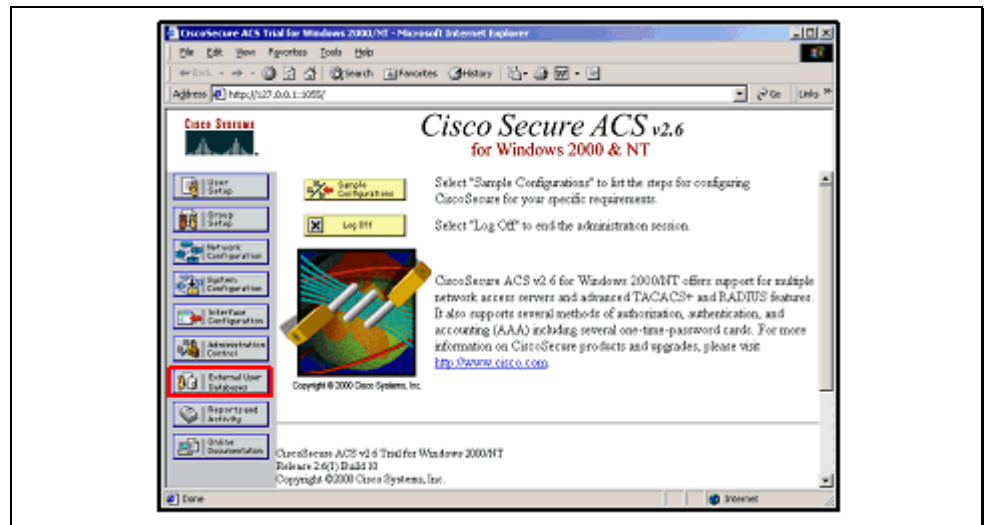 CiscoSecure ACS Trial for Windows 2000/NT - Microsoft Internet Explorer
File Edit View Favorites Tools Help
Back Search Favorites History
Address http://127.0.0.1:1055/ Go Links »
Cisco Systems
Cisco Secure ACS v2.6
for Windows 2000 & NT
User Setup
Group Setup
Network Configuration
System Configuration
Interface Configuration
Administration Control
External User Databases
Reports and Activity
Online Documentation
Sample Configurations
Select "Sample Configurations" to list the steps for configuring
CiscoSecure for your specific requirements.
Log Off
Select "Log Off" to end the administration session.
CiscoSecure ACS v2.6 for Windows 2000/NT offers support for multiple
network access servers and advanced TACACS+ and RADIUS features.
It also supports several methods of authorization, authentication, and
accounting (AAA) including several one-time-password cards. For more
information on CiscoSecure products and upgrades, please visit
http://www.cisco.com.
Copyright © 2000 Cisco Systems, Inc.
CiscoSecure ACS v2.6 Trial for Windows 2000/NT
Release 2.6(1) Build 10
Copyright ©2000 Cisco Systems, Inc.
Done Internet